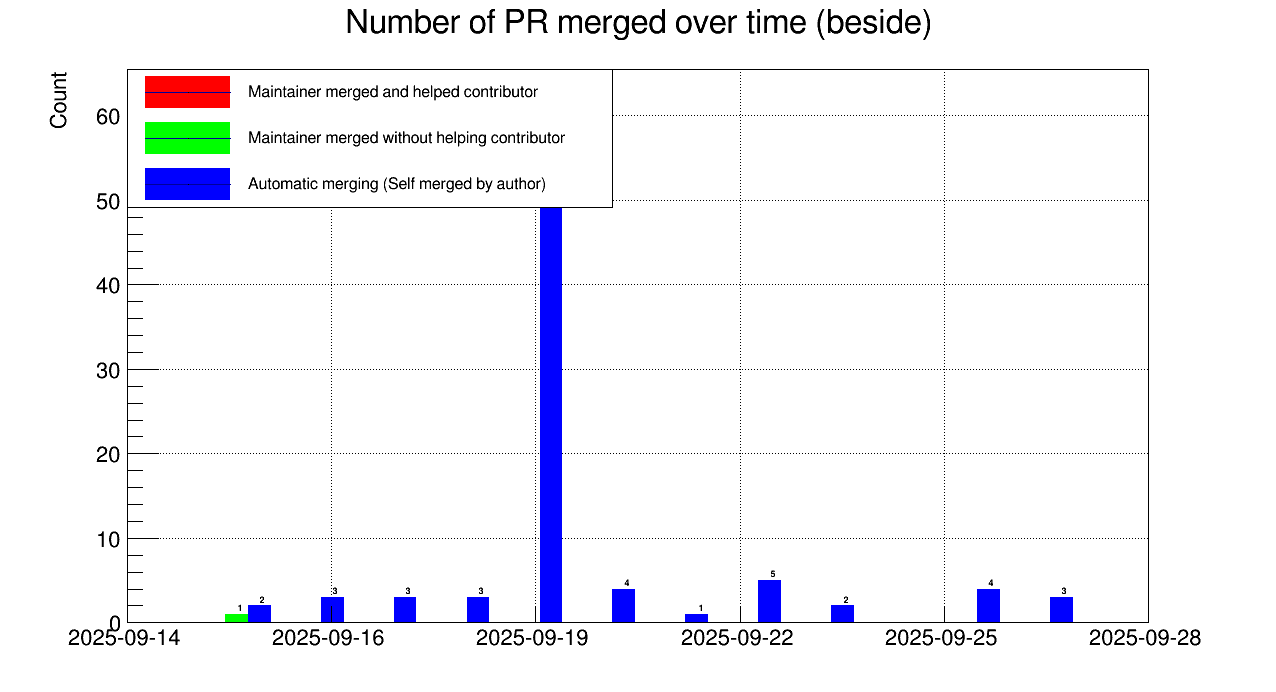 Number of PR merged over time (beside)
Count
Maintainer merged and helped contributor
Maintainer merged without helping contributor
Automatic merging (Self merged by author)
60
50
40
30
20
10
0
1 2 3 3 3 4 1 5 2 4 3
2025-09-14 2025-09-16 2025-09-19 2025-09-22 2025-09-25 2025-09-28